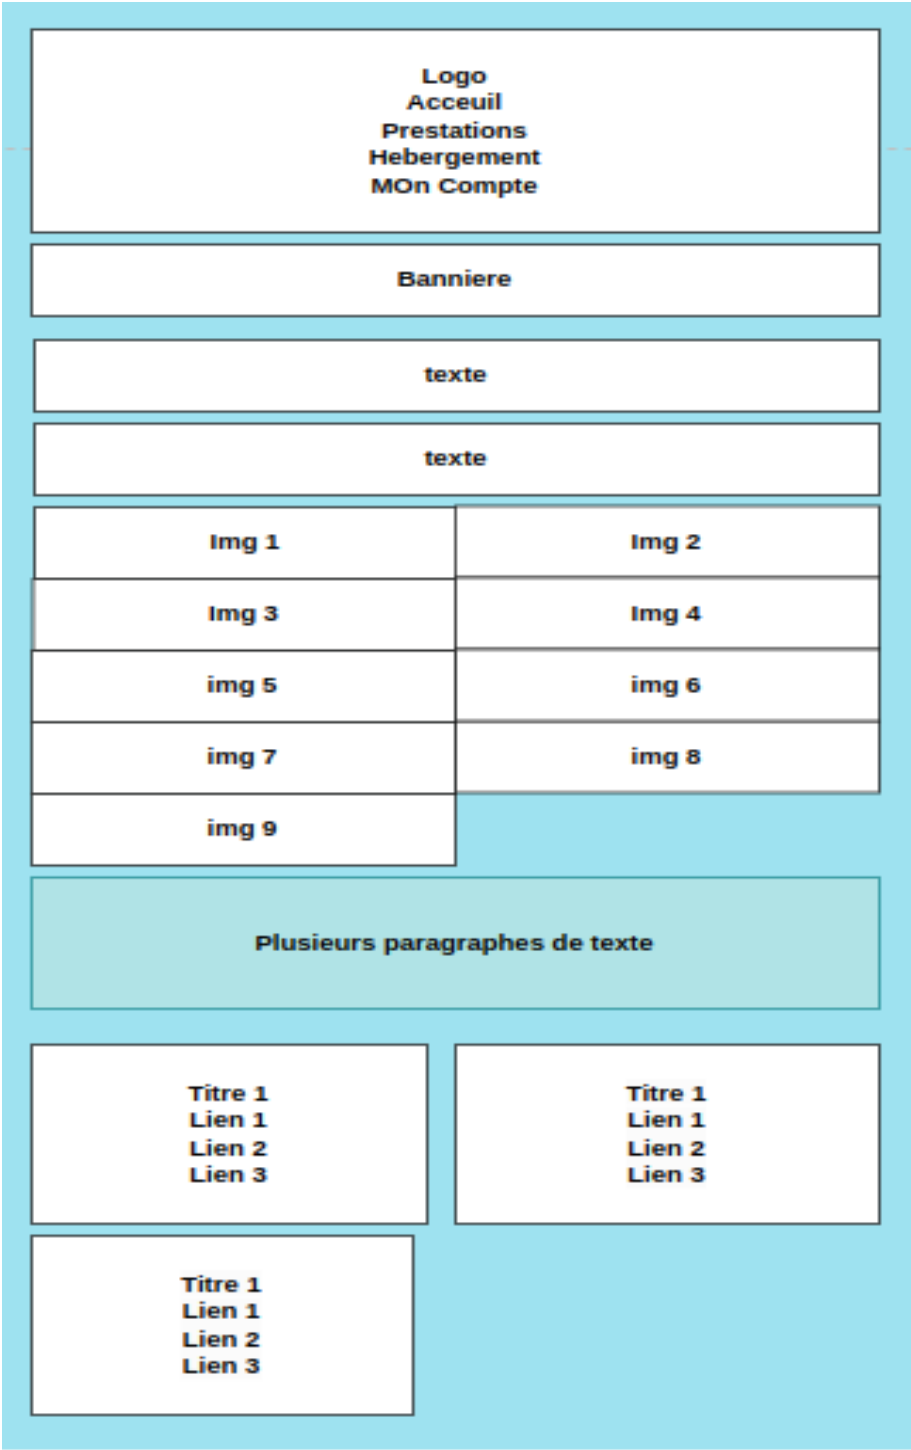 Logo
Acceuil
Prestations
Hebergement
MOn Compte
Banniere
texte
texte
Img 1
Img 2
Img 3
Img 4
img 5
img 6
img 7
img 8
img 9
Plusieurs paragraphes de texte
Titre 1
Lien 1
Lien 2
Lien 3
Titre 1
Lien 1
Lien 2
Lien 3
Titre 1
Lien 1
Lien 2
Lien 3